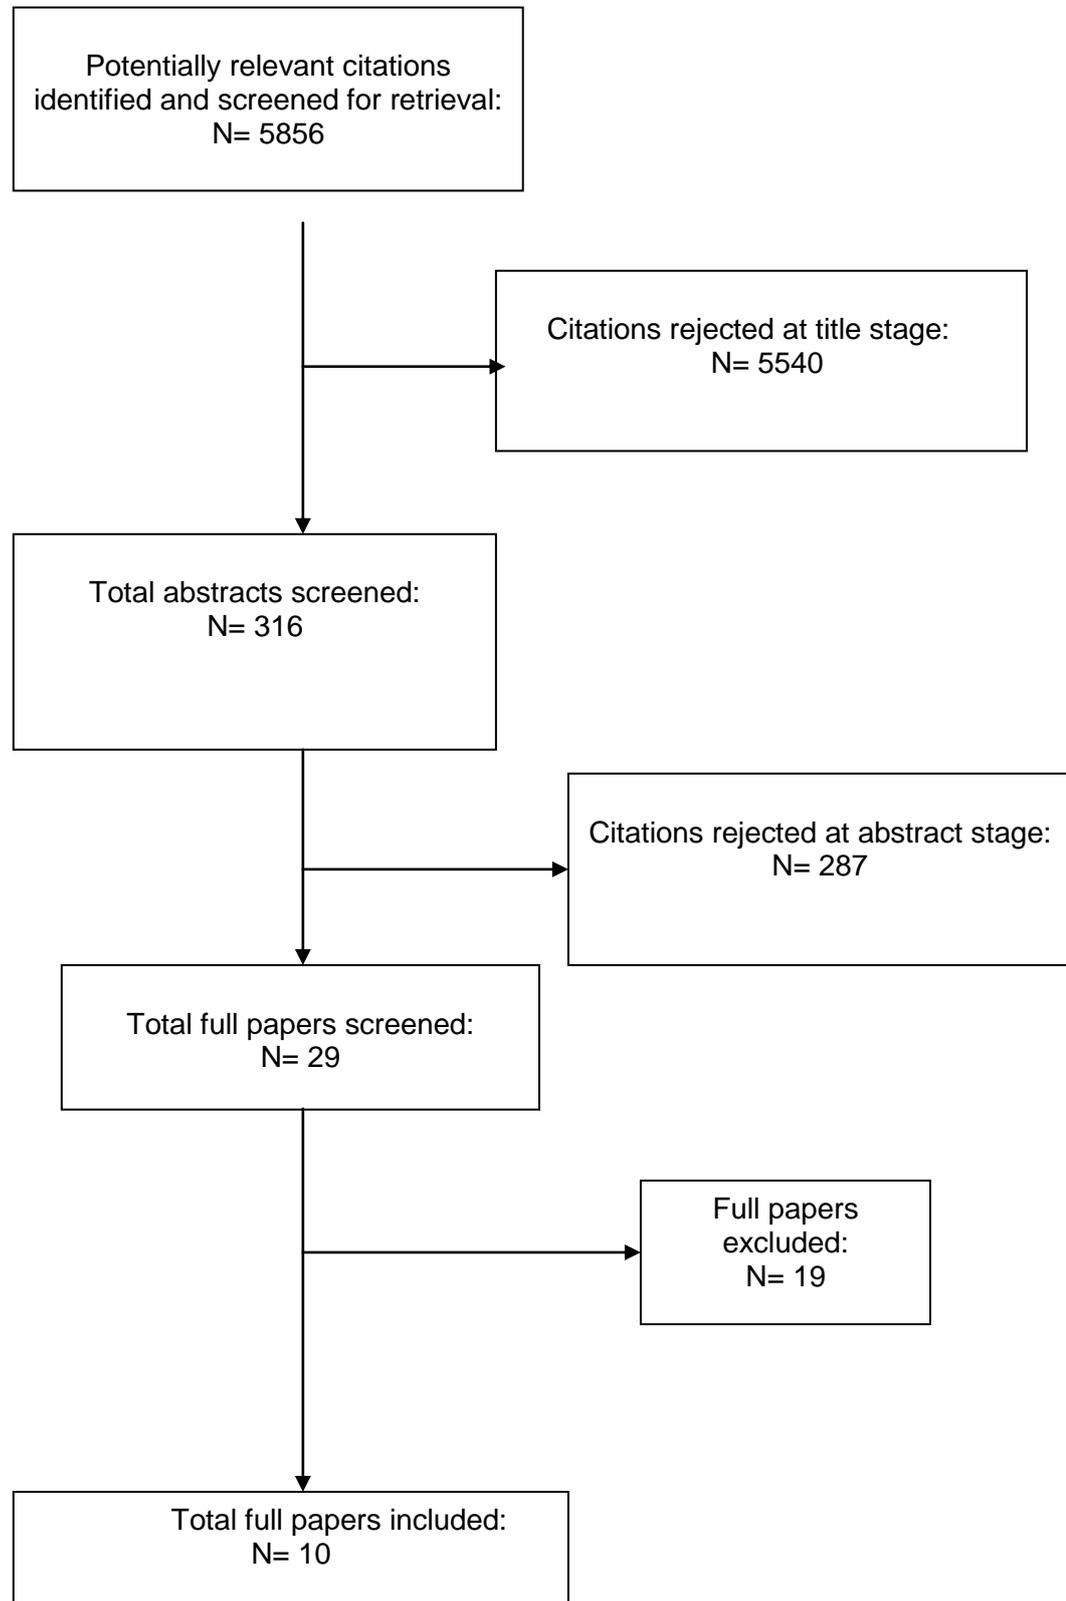 Potentially relevant citations
identified and screened for retrieval:
N= 5856
Citations rejected at title stage:
N= 5540
Total abstracts screened:
N= 316
Citations rejected at abstract stage:
N= 287
Total full papers screened:
N= 29
Full papers
excluded:
N= 19
Total full papers included:
N= 10